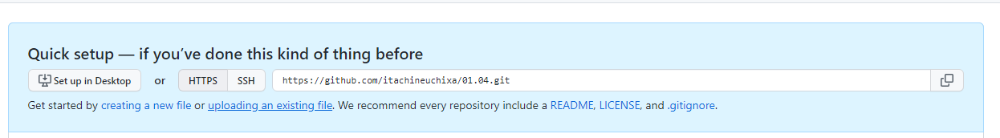 Quick setup — if you’ve done this kind of thing before
Set up in Desktop or HTTPS SSH https://github.com/itachineuchixa/01.04.git
Get started by creating a new file or uploading an existing file. We recommend every repository include a README, LICENSE, and .gitignore.